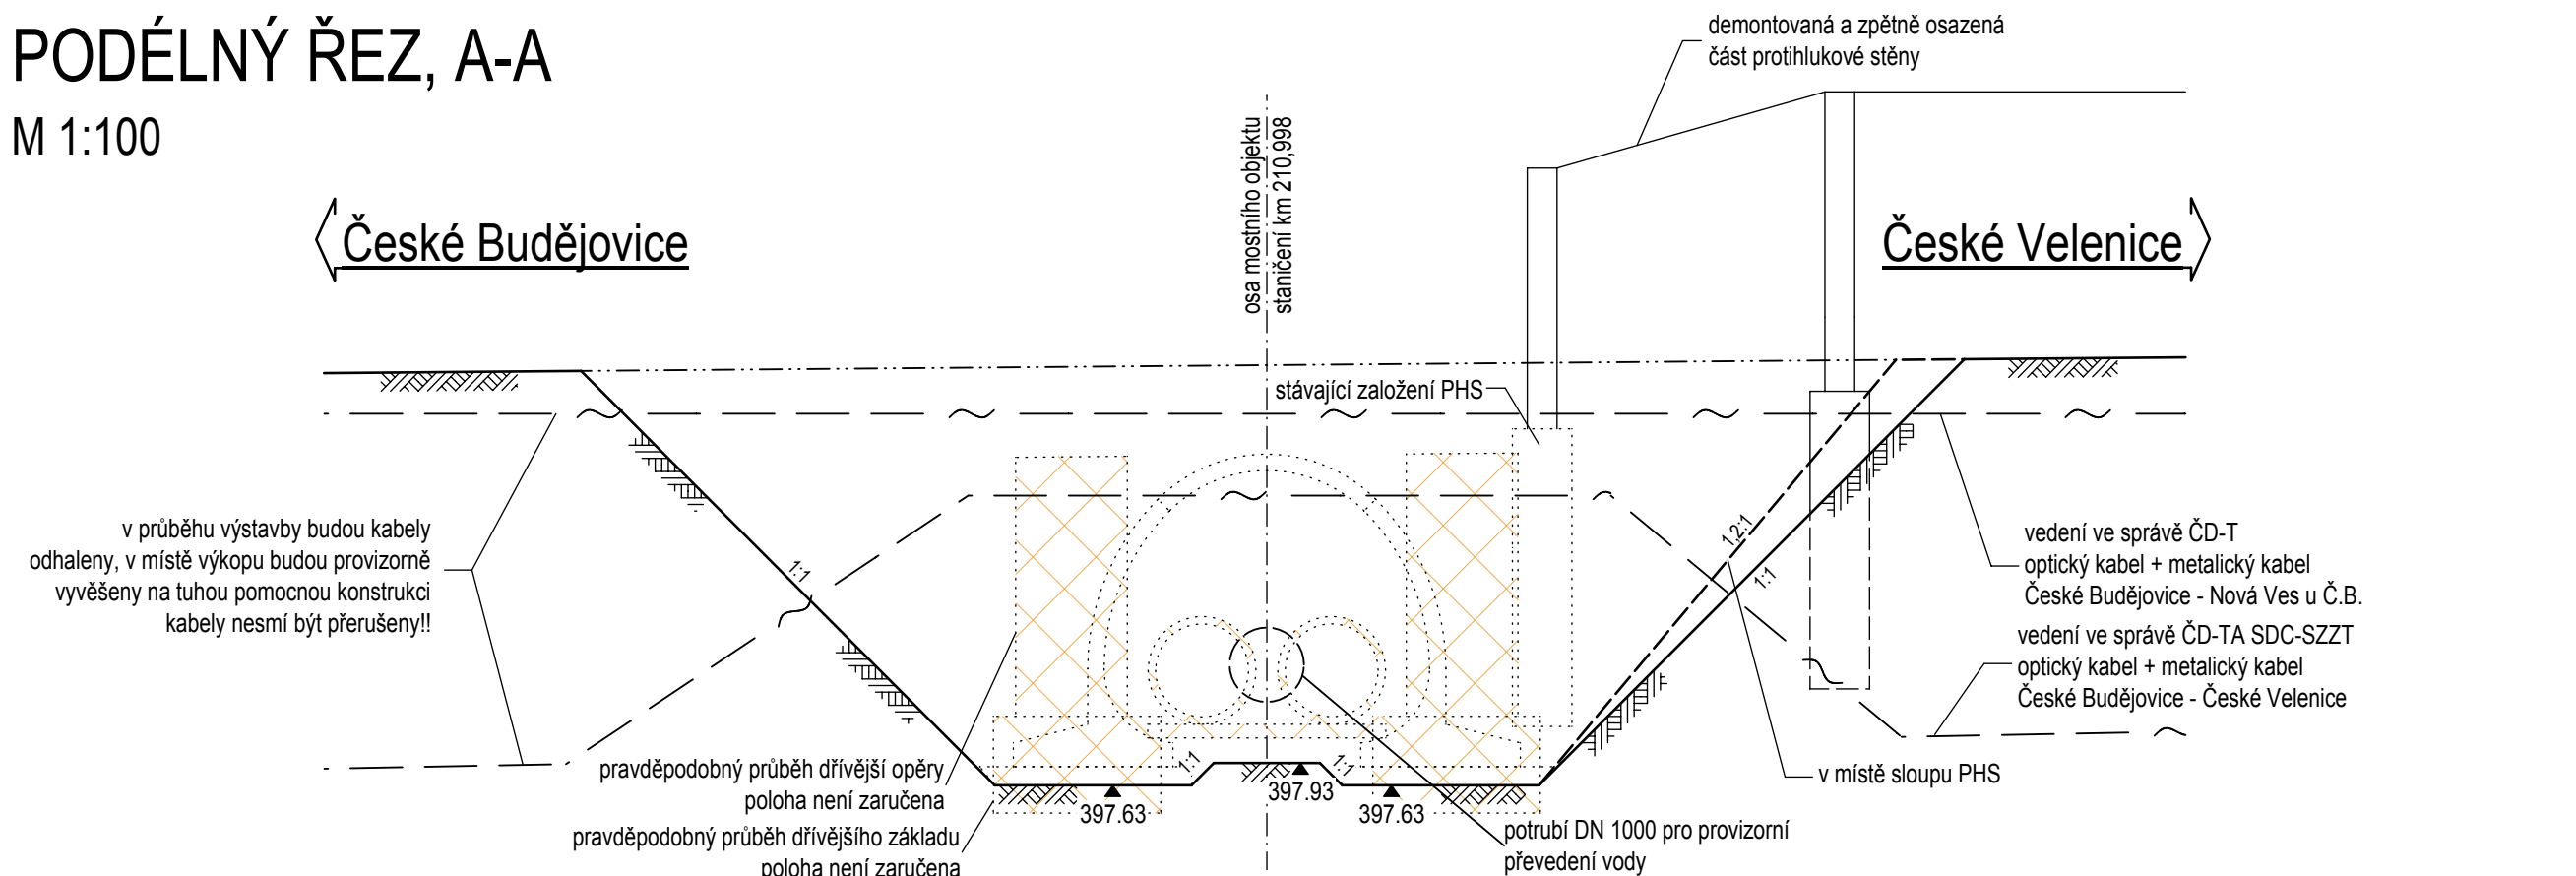 PODÉLNÝ ŘEZ, A-A
M 1:100
demontovaná a zpětně osazená
část protihlukové stěny
osa mostního objektu
staničení km 210,998
České Budějovice
České Velenice
stávající založení PHS
v průběhu výstavby budou kabely
odhaleny, v místě výkopu budou provizorně
vyvěšeny na tuhou pomocnou konstrukci
kabely nesmí být přerušeny!!
1:1
1,2:1
1:1
vedení ve správě ČD-T
optický kabel + metalický kabel
České Budějovice - Nová Ves u Č.B.
vedení ve správě ČD-TA SDC-SZZT
optický kabel + metalický kabel
České Budějovice - České Velenice
1:1
1:1
v místě sloupu PHS
pravděpodobný průběh dřívější opěry
poloha není zaručena
397.63
397.93
397.63
pravděpodobný průběh dřívějšího základu
poloha není zaručena
potrubí DN 1000 pro provizorní
převedení vody